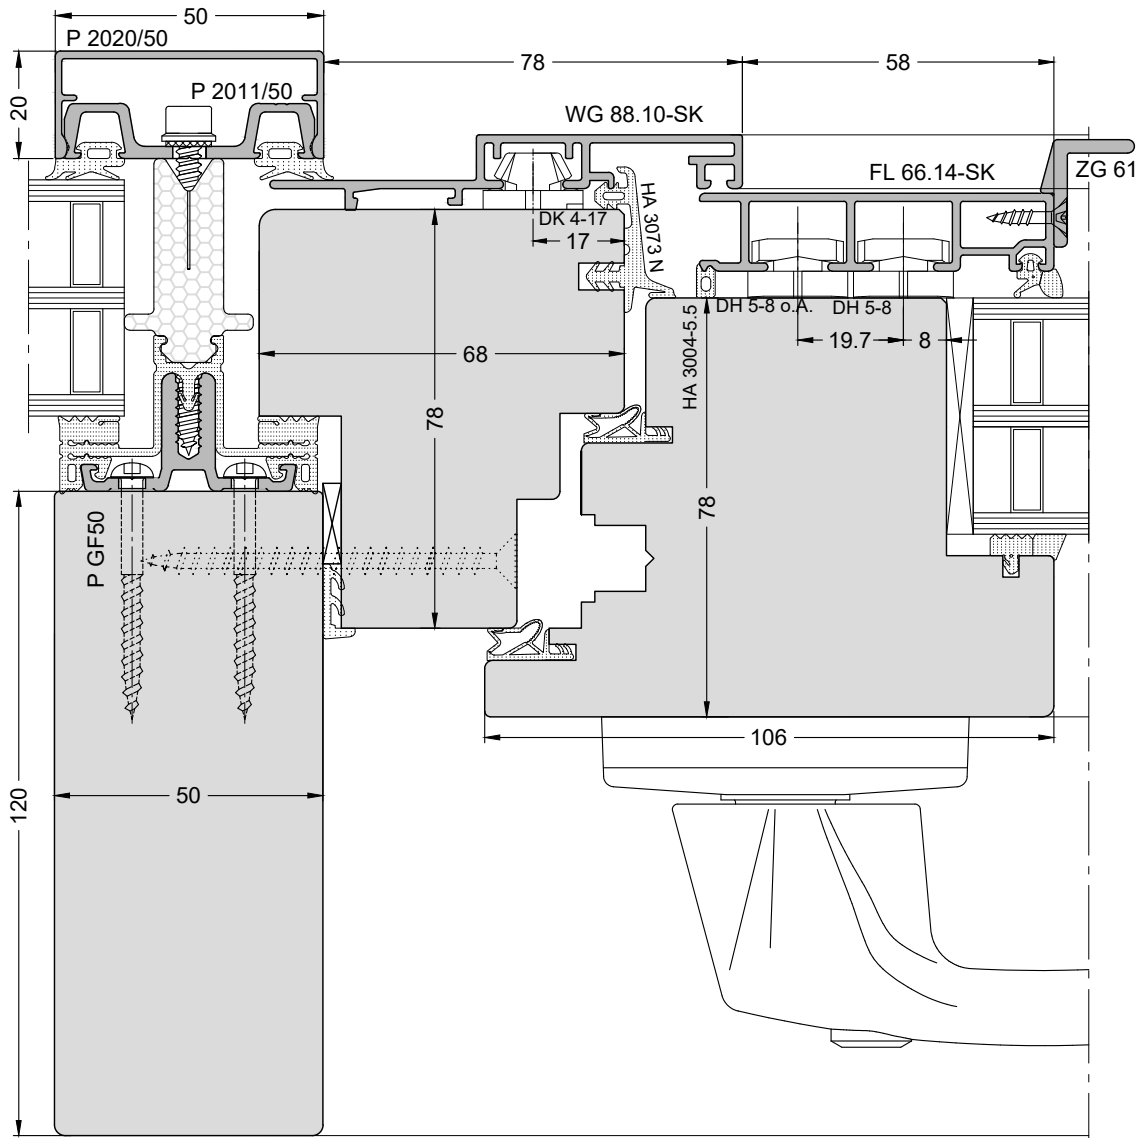 50
P 2020/50
78
58
20
P 2011/50
WG 88.10-SK
FL 66.14-SK
ZG 61
HA 3073 N
DK 4-17
17
DH 5-8 o.A.
DH 5-8
19.7
8
68
HA 3004-5.5
78
78
P GF50
106
50
120